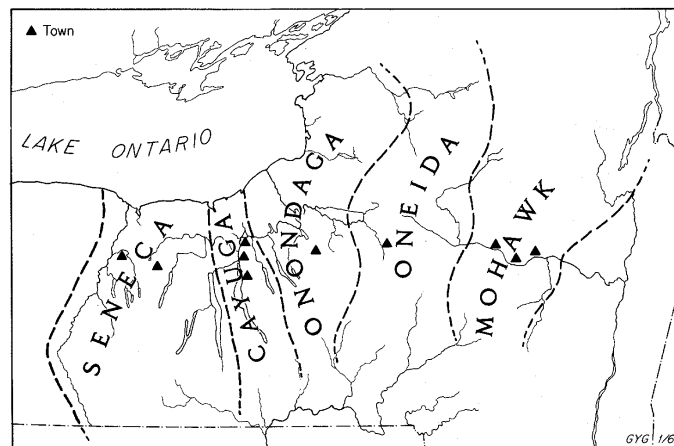 ▲ Town
LAKE ONTARIO
SENECA
CAYUGA
ONONDAGA
ONEIDA
MOHAWK
GYG 1/6